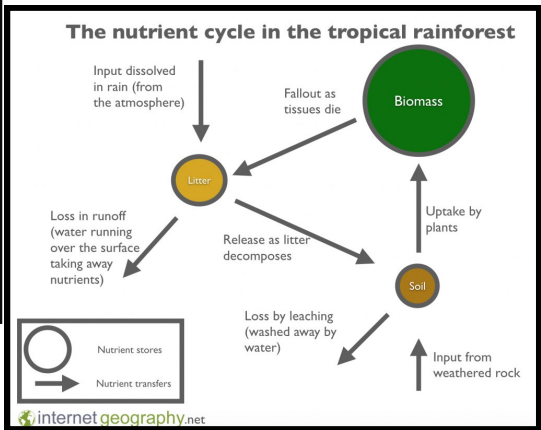 The nutrient cycle in the tropical rainforest
Input dissolved
in rain (from
the atmosphere)
Fallout as
tissues die
Biomass
Litter
Loss in runoff
(water running
over the surface
taking away
nutrients)
Release as litter
decomposes
Uptake by
plants
Soil
Loss by leaching
(washed away by
water)
Input from
weathered rock
Nutrient stores
Nutrient transfers
internetgeography.net